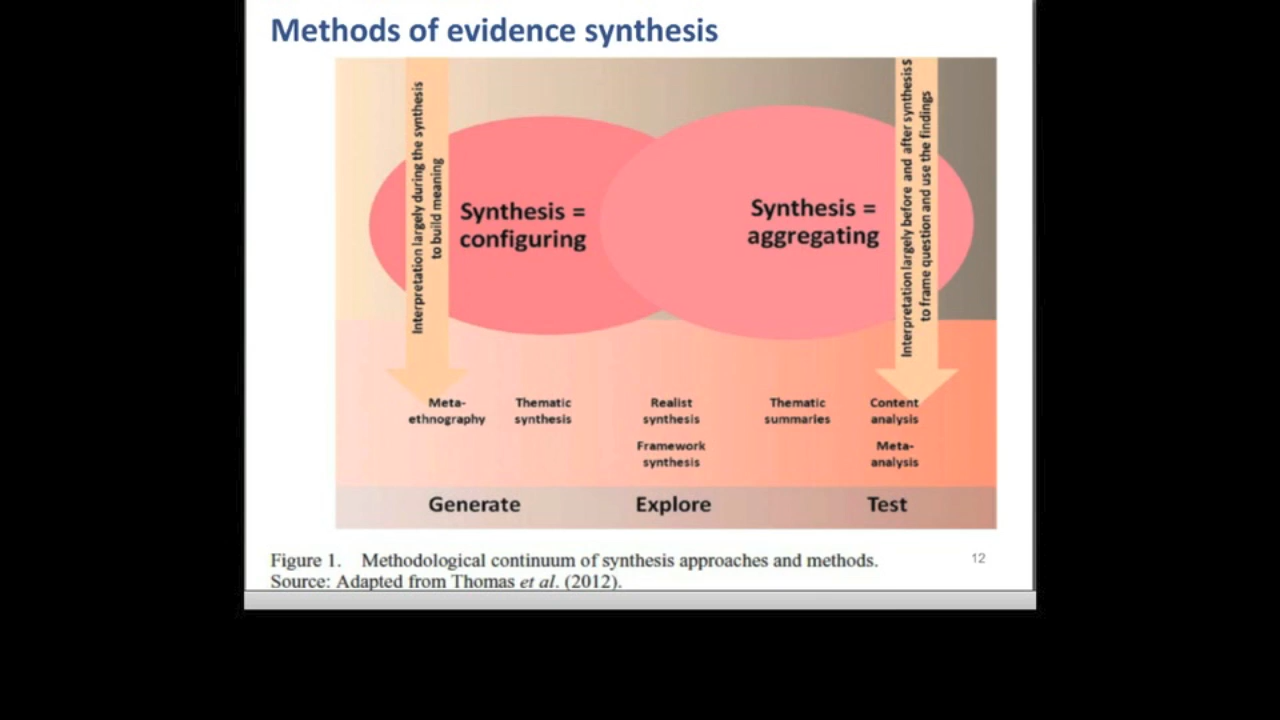 Methods of evidence synthesis
Interpretation largely during the synthesis
to build meaning
Synthesis =
configuring
Synthesis =
aggregating
Interpretation largely before and after synthesis $
to frame question and use the findings
Meta-
ethnography
Thematic
synthesis
Realist
synthesis
Framework
synthesis
Thematic
summaries
Content
analysis
Meta-
analysis
Generate
Explore
Test
Figure 1. Methodological continuum of synthesis approaches and methods.
Source: Adapted from Thomas et al. (2012).
12